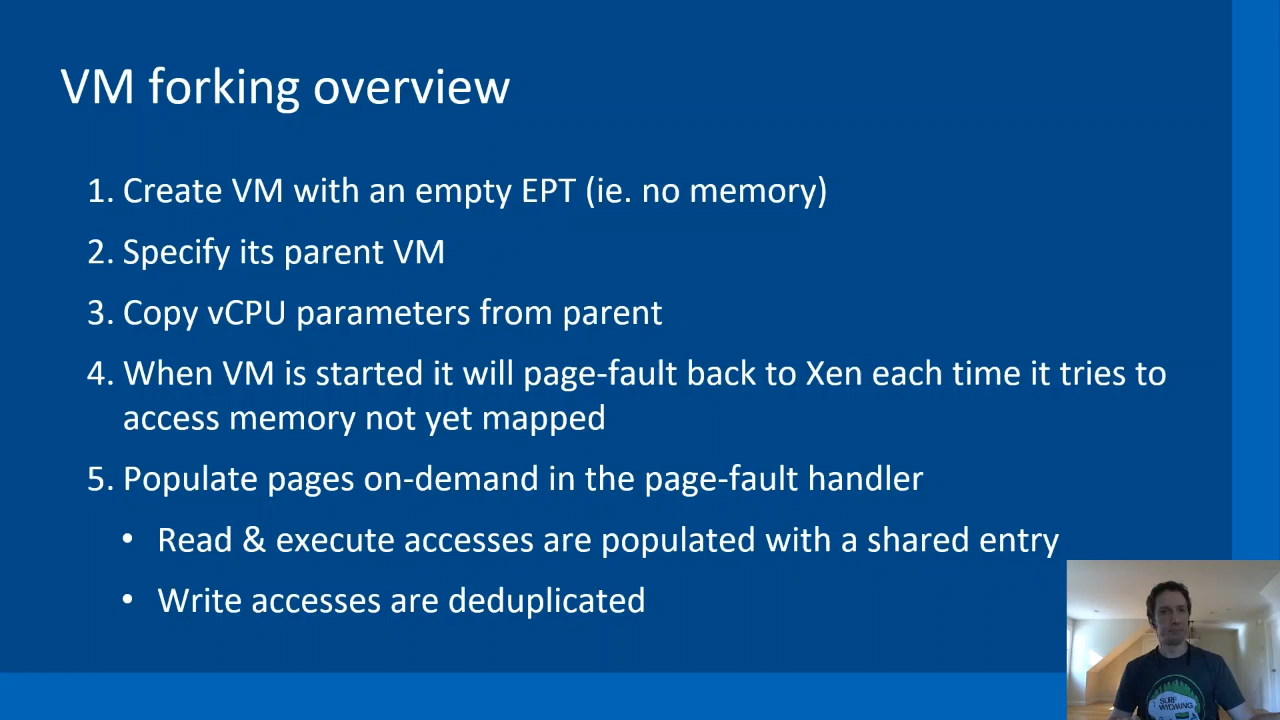 VM forking overview
1. Create VM with an empty EPT (ie. no memory)
2. Specify its parent VM
3. Copy vCPU parameters from parent
4. When VM is started it will page-fault back to Xen each time it tries to
access memory not yet mapped
5. Populate pages on-demand in the page-fault handler
• Read & execute accesses are populated with a shared entry
• Write accesses are deduplicated
SURF
WYOMING